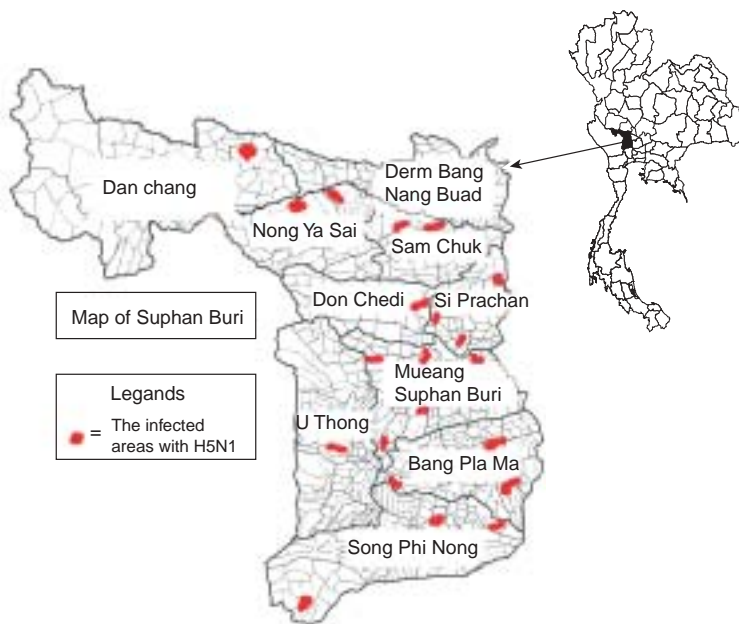 Derm Bang
Nang Buad
Dan chang
Nong Ya Sai
Sam Chuk
Don Chedi
Si Prachan
Map of Suphan Buri
Mueang
Suphan Buri
Legands
U Thong
= The infected
areas with H5N1
Bang Pla Ma
Song Phi Nong